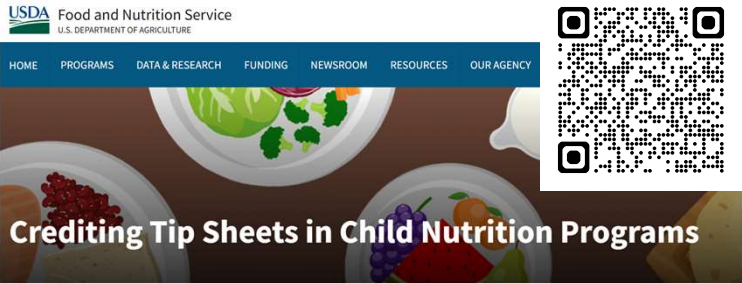 USDA
Food and Nutrition Service
U.S. DEPARTMENT OF AGRICULTURE
HOME PROGRAMS DATA & RESEARCH FUNDING NEWSROOM RESOURCES OUR AGENCY
Crediting Tip Sheets in Child Nutrition Programs